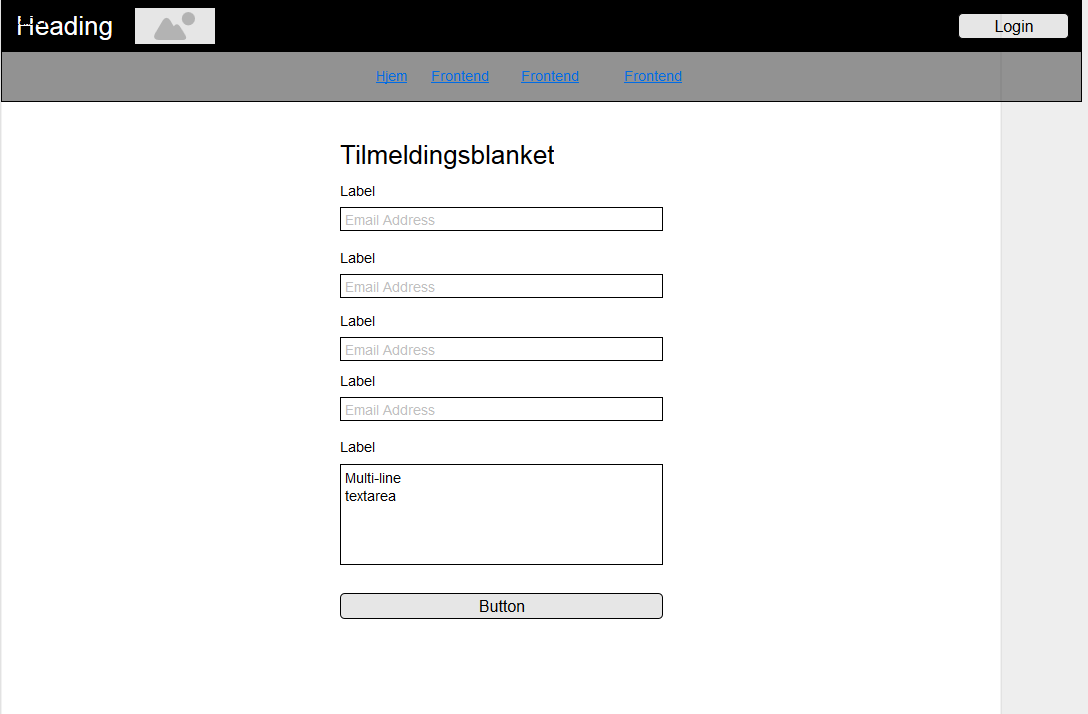 Heading
Login
Hjem Frontend Frontend Frontend
Tilmeldingsblanket
Label
Email Address
Label
Email Address
Label
Email Address
Label
Email Address
Label
Multi-line
textarea
Button